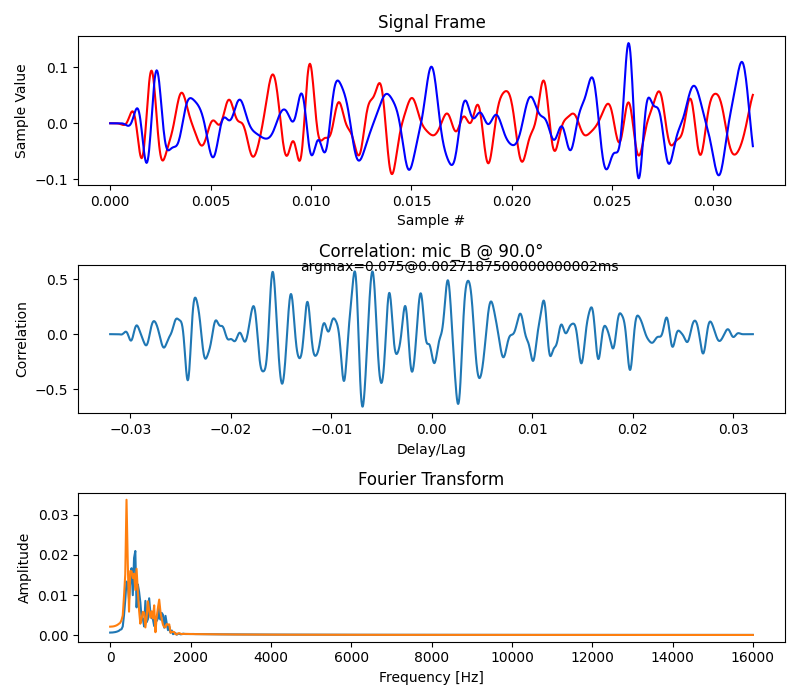 Signal Frame
Sample Value
0.1
0.0
−0.1
0.000 0.005 0.010 0.015 0.020 0.025 0.030
Sample #
Correlation: mic_B @ 90.0°
argmax=0.075@0.0027187500000000002ms
Correlation
0.5
0.0
−0.5
−0.03 −0.02 −0.01 0.00 0.01 0.02 0.03
Delay/Lag
Fourier Transform
Amplitude
0.03
0.02
0.01
0.00
0 2000 4000 6000 8000 10000 12000 14000 16000
Frequency [Hz]